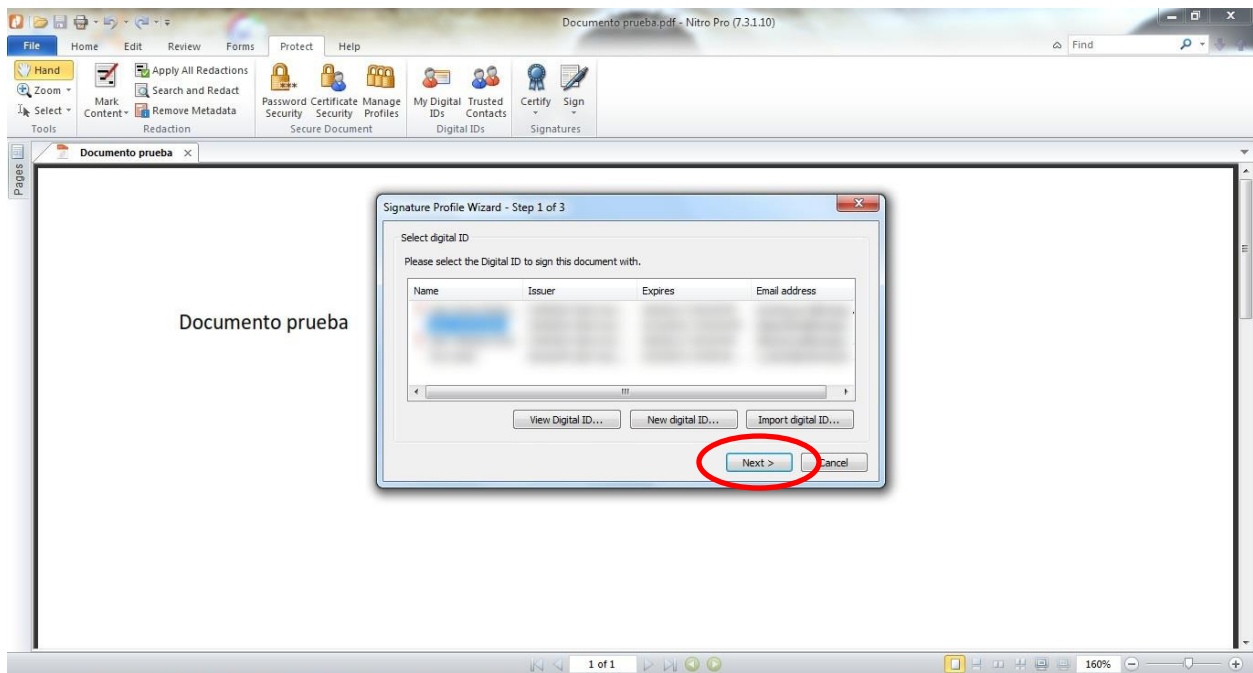 Documento prueba.pdf - Nitro Pro (7.3.1.10)
File Home Edit Review Forms Protect Help Find
Hand
Zoom
Select
Tools
Mark Content
Apply All Redactions
Search and Redact
Remove Metadata
Redaction
Password Security
Certificate Security
Manage Profiles
Secure Document
My Digital IDs
Trusted Contacts
Digital IDs
Certify
Sign
Signatures
Pages
Documento prueba
Documento prueba
Signature Profile Wizard - Step 1 of 3
Select digital ID
Please select the Digital ID to sign this document with.
Name Issuer Expires Email address
View Digital ID... New digital ID... Import digital ID...
Next > Cancel
1 of 1
160%